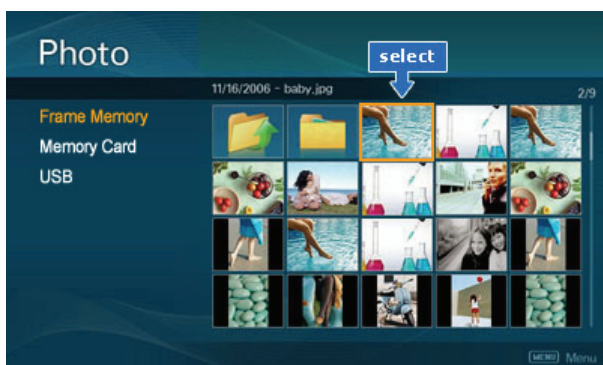 Photo
select
11/16/2006 - baby.jpg
2/9
Frame Memory
Memory Card
USB
MENU Menu